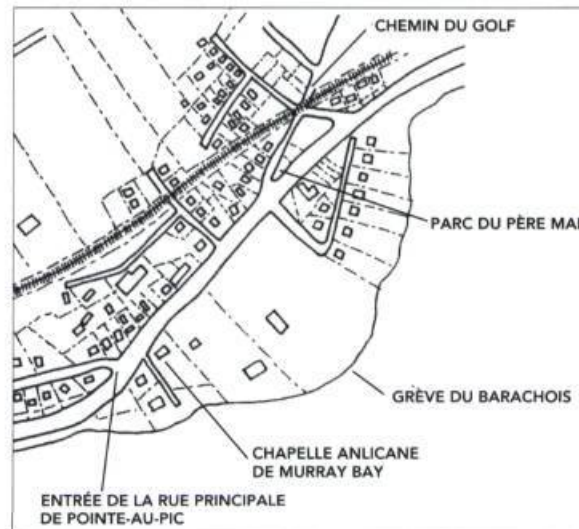 CHEMIN DU GOLF
PARC DU PÈRE MAI
GRÈVE DU BARACHOIS
CHAPELLE ANLICANE
DE MURRAY BAY
ENTRÉE DE LA RUE PRINCIPALE
DE POINTE-AU-PIC